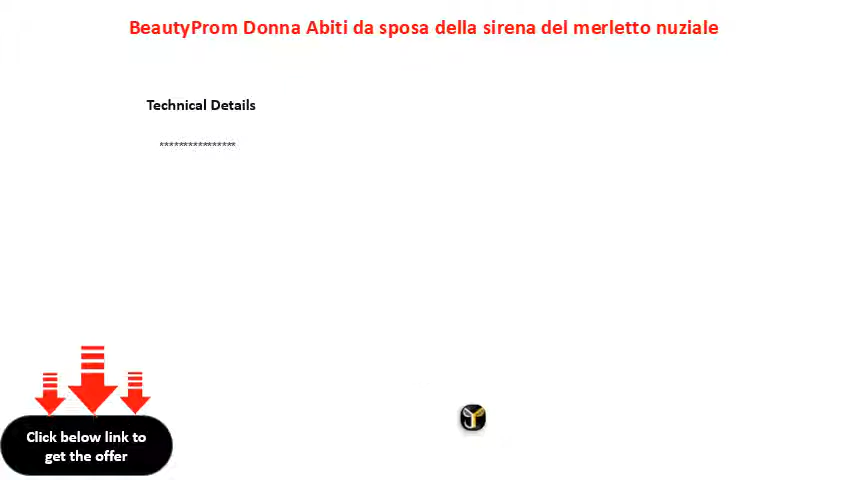 BeautyProm Donna Abiti da sposa della sirena del merletto nuziale
Technical Details
****************
Click below link to
get the offer